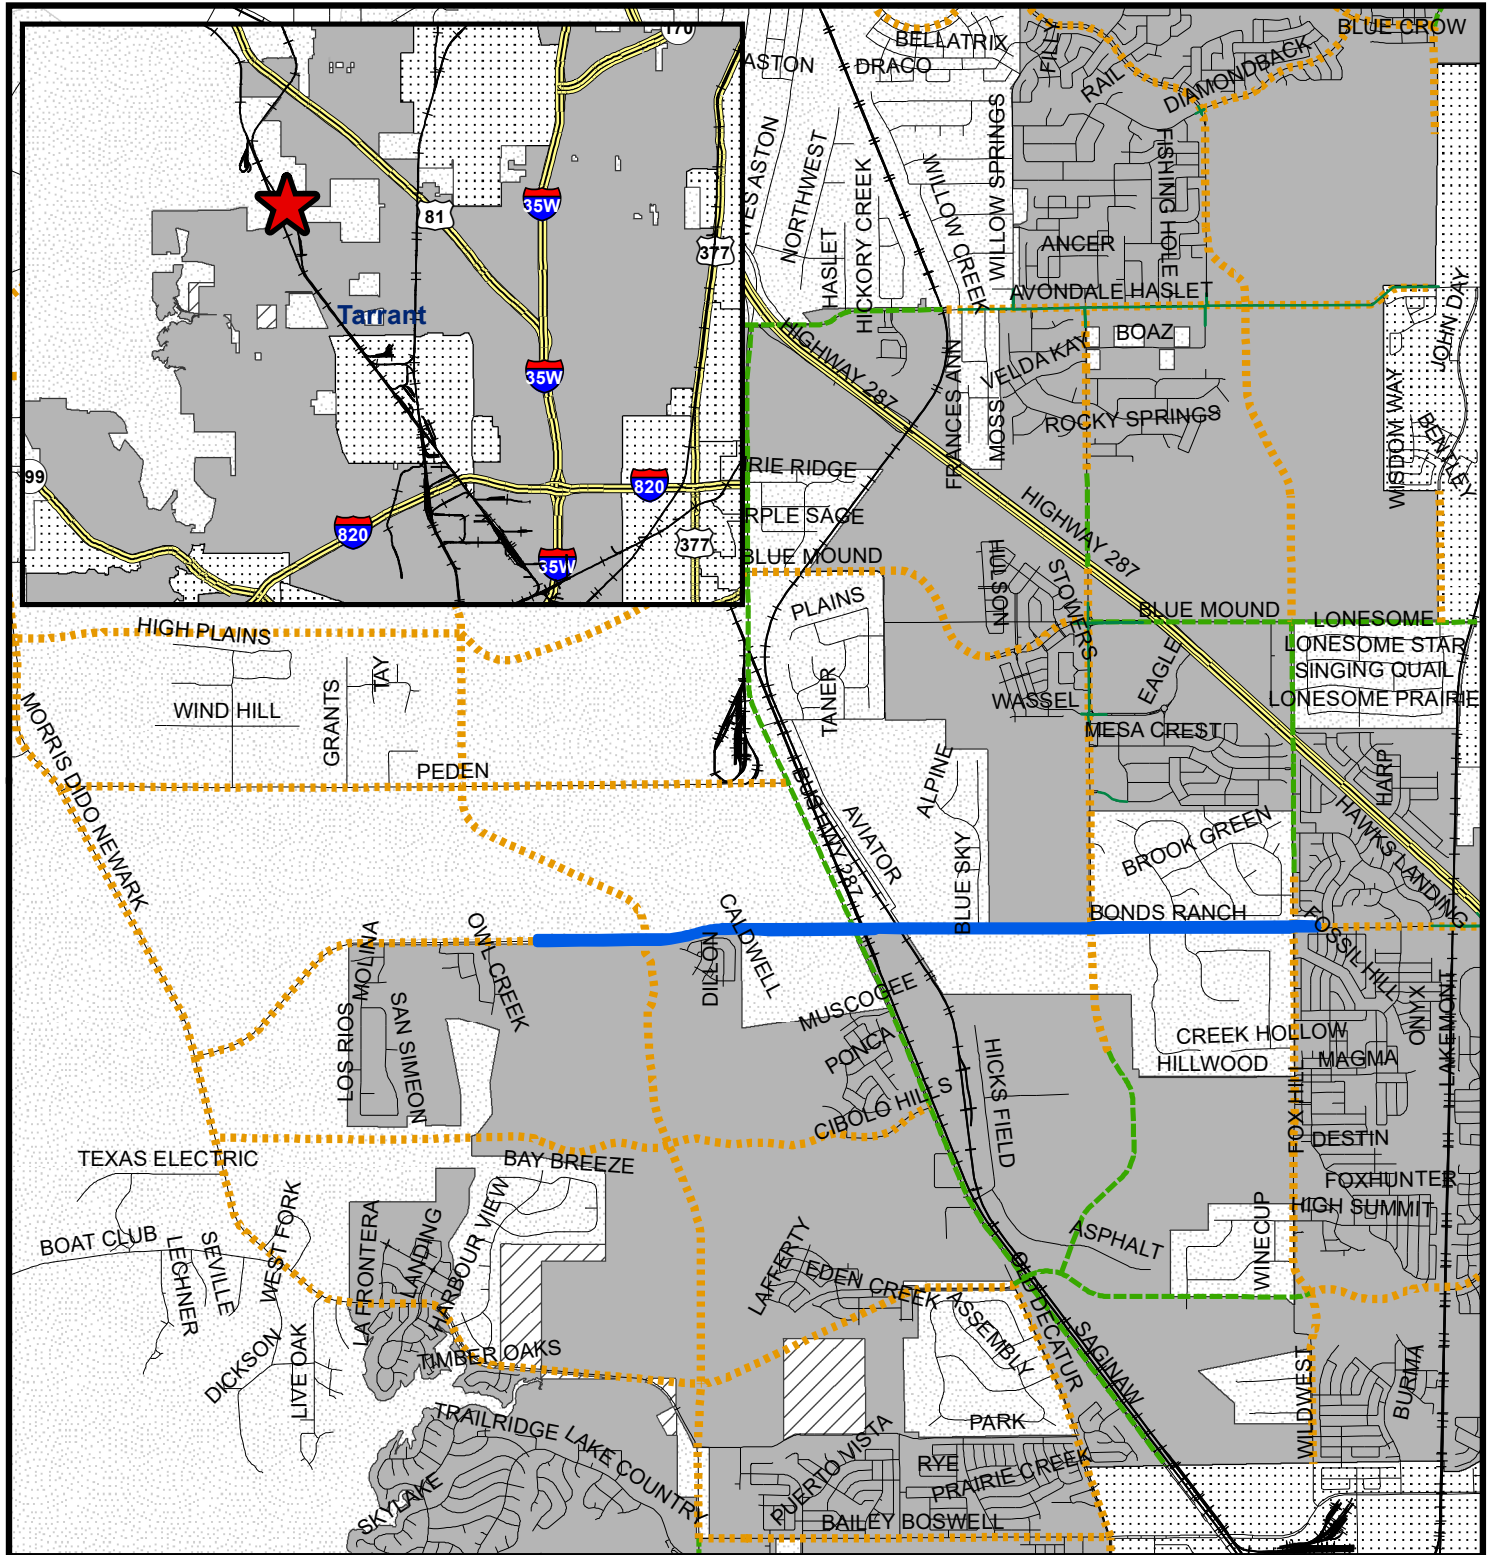 170
81
35W
377
Tarrant
35W
99
820
820
377
35W
BLUE CROW
BELLATRIX
ASTON
DRACO
FILLY
RAIL
DIAMONDBACK
ASTON
NORTHWEST
HICKORY CREEK
HASLET
WILLOW CREEK
WILLOW SPRINGS
FISHING HOLE
ANCER
AVONDALE HASLET
JOHN DAY
BOAZ
HIGHWAY 287
FRANCES ANN
VELDA KAY
MOSS
ROCKY SPRINGS
WISDOM WAY
BENTLEY
RIE RIDGE
RPLE SAGE
HIGHWAY 287
BLUE MOUND
PLAINS
STOWERS
BLUE MOUND
LONESOME
HIGH PLAINS
LONESOME STAR
SINGING QUAIL
LONESOME PRAIRIE
TAY
GRANTS
WIND HILL
TANER
WASSEL
EAGLE
MESA CREST
MORRIS DIDO NEWARK
PEDEN
BUS HWY 287
AVIATOR
ALPINE
HARP
HAWKS LANDING
BROOK GREEN
BLUE SKY
BONDS RANCH
FOSSIL HILL
MOLINA
OWL CREEK
CALDWELL
DILLON
MUSCOGEE
PONCA
LOS RIOS
SAN SIMEON
HICKS FIELD
CREEK HOLLOW
HILLWOOD
ONYX
LAKEMONT
MAGMA
CIBOLO HILLS
FOX HILL
DESTIN
TEXAS ELECTRIC
BAY BREEZE
FOXHUNTER
HIGH SUMMIT
WINECUP
BOAT CLUB
LECHNER
SEVILLE
WEST FORK
LA FRONTERA
LANDING
HARBOUR VIEW
LAFFERTY
EDEN CREEK
ASPHALT
ASSEMBLY
OLD DECATUR
SAGINAW
DICKSON
LIVE OAK
TIMBER OAKS
WILDWEST
BURMA
TRAILRIDGE
LAKE COUNTRY
SKYLAKE
PARK
PUERTO VISTA
RYE
PRAIRIE CREEK
BAILEY BOSWELL